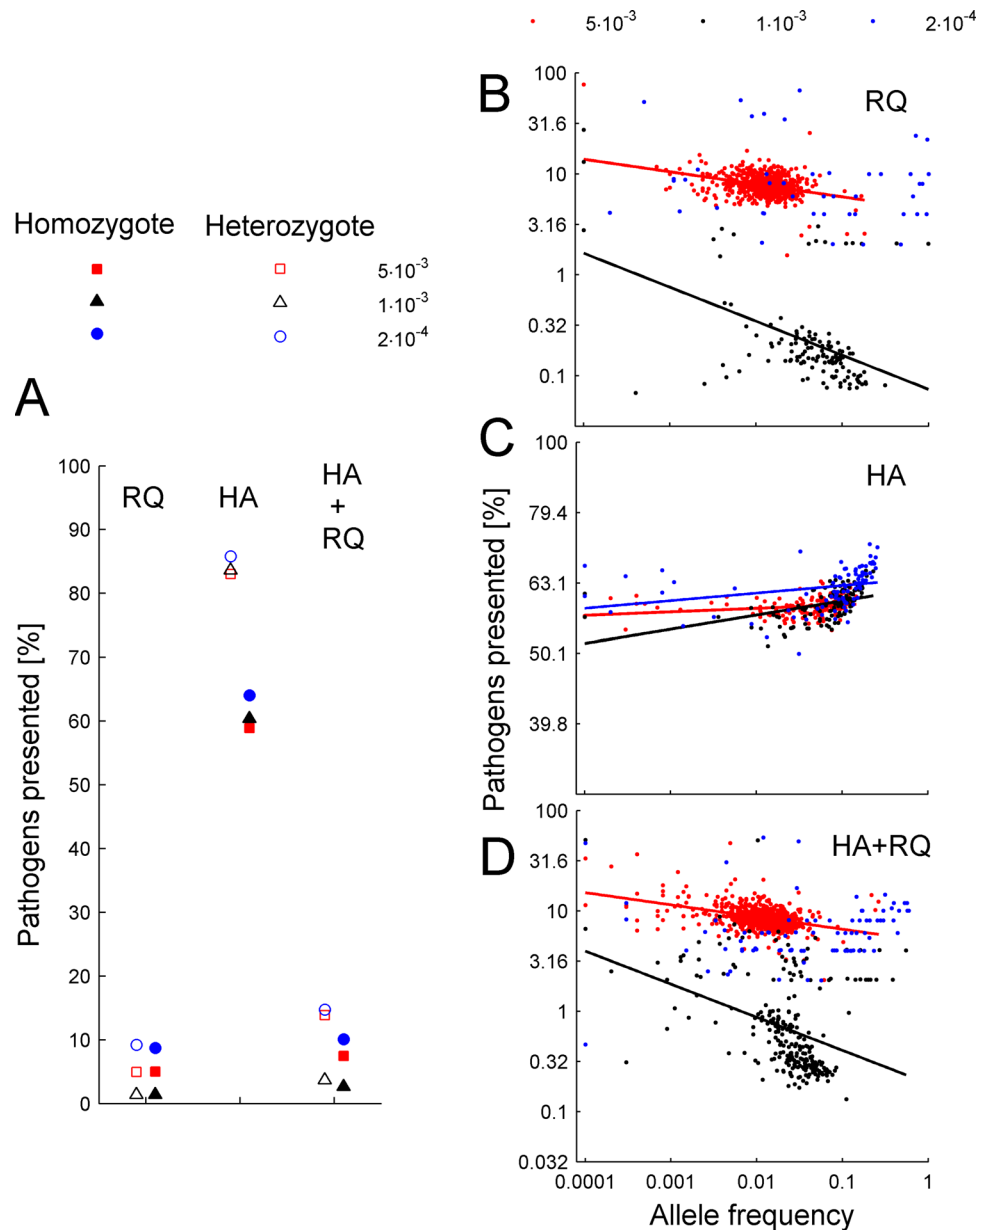 5·10⁻³ 1·10⁻³ 2·10⁻⁴
Homozygote Heterozygote
5·10⁻³
1·10⁻³
2·10⁻⁴
A
Pathogens presented [%]
100
90
80
70
60
50
40
30
20
10
0
RQ HA HA
+
RQ
B
RQ
100
31.6
10
3.16
1
0.32
0.1
C
HA
Pathogens presented [%]
100
79.4
63.1
50.1
39.8
D
HA+RQ
100
31.6
10
3.16
1
0.32
0.1
0.032
0.0001 0.001 0.01 0.1 1
Allele frequency